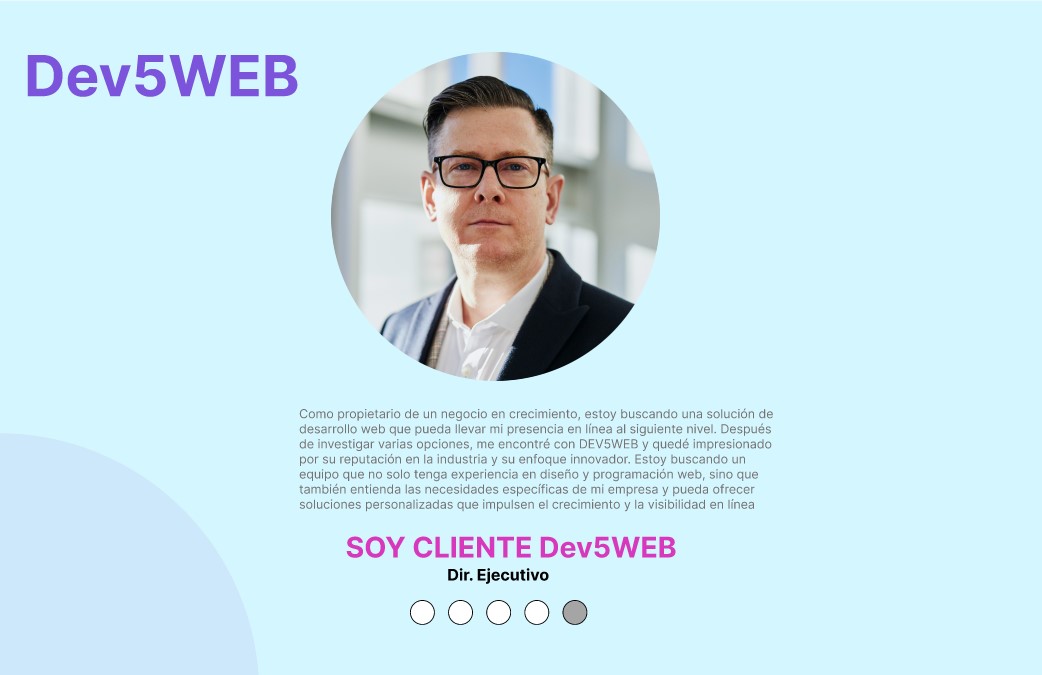 Dev5WEB
Como propietario de un negocio en crecimiento, estoy buscando una solución de
desarrollo web que pueda llevar mi presencia en línea al siguiente nivel. Después
de investigar varias opciones, me encontré con DEV5WEB y quedé impresionado
por su reputación en la industria y su enfoque innovador. Estoy buscando un
equipo que no solo tenga experiencia en diseño y programación web, sino que
también entienda las necesidades específicas de mi empresa y pueda ofrecer
soluciones personalizadas que impulsen el crecimiento y la visibilidad en línea
SOY CLIENTE Dev5WEB
Dir. Ejecutivo